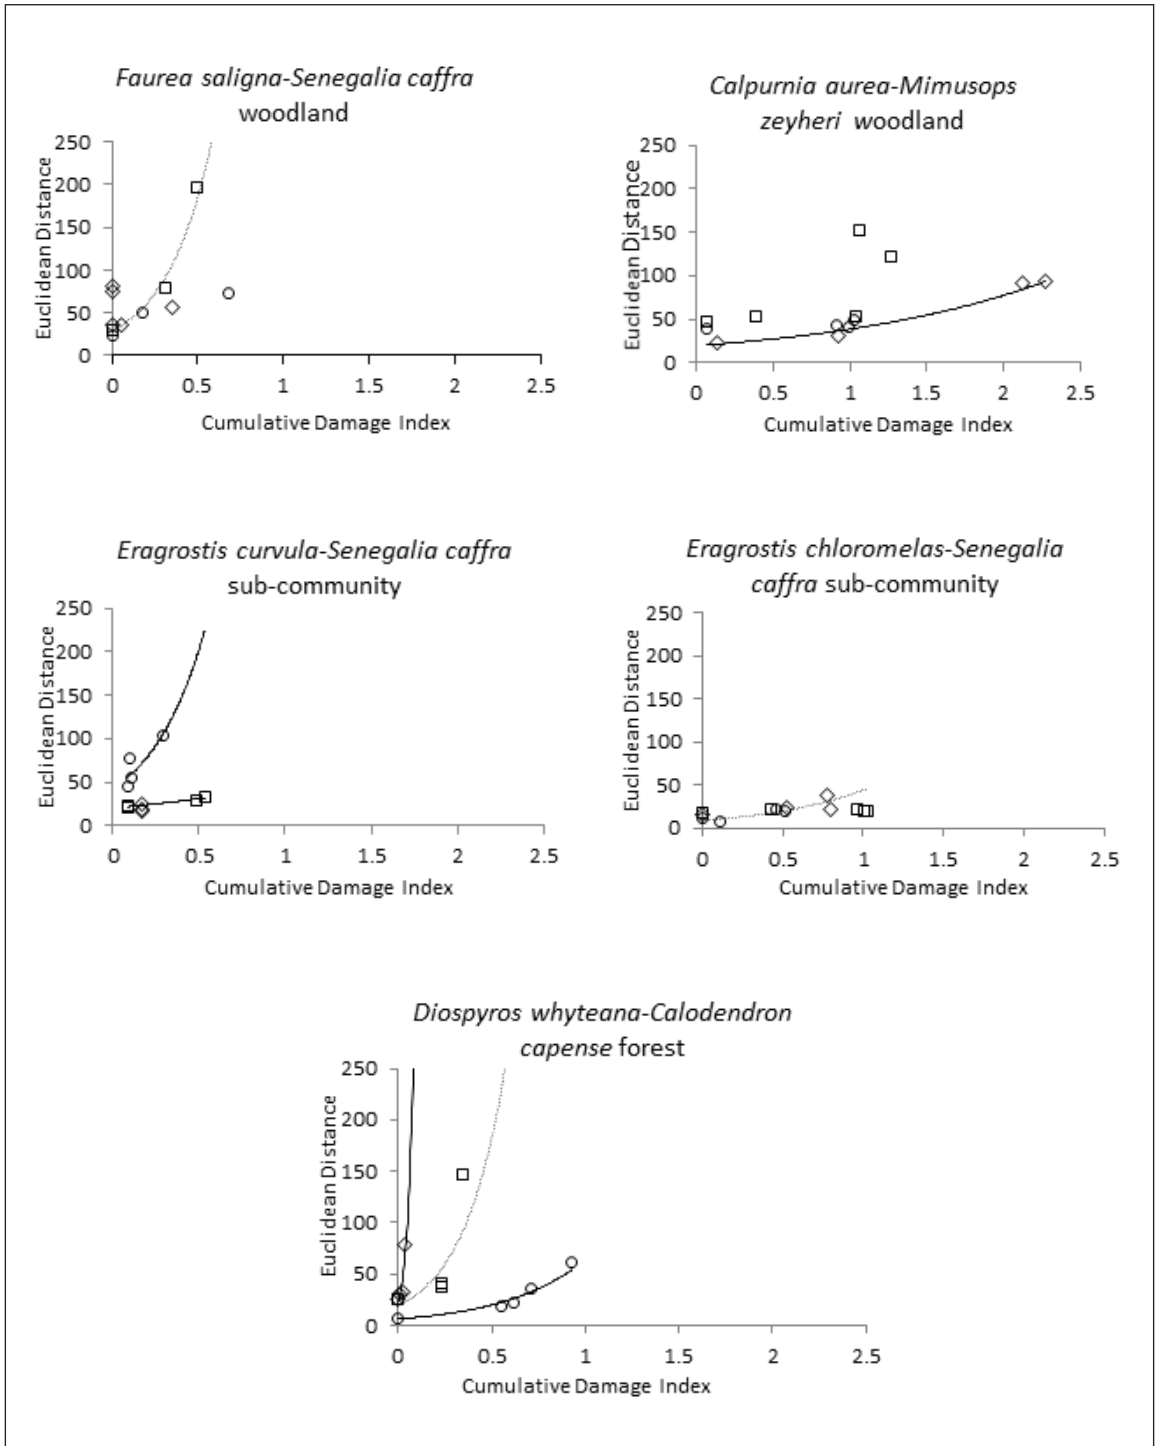 Faurea saligna-Senegalia caffra
woodland
Euclidean Distance
250
200
150
100
50
0
0 0.5 1 1.5 2 2.5
Cumulative Damage Index
Calpurnia aurea-Mimusops
zeyheri woodland
Euclidean Distance
250
200
150
100
50
0
0 0.5 1 1.5 2 2.5
Cumulative Damage Index
Eragrostis curvula-Senegalia caffra
sub-community
Euclidean Distance
250
200
150
100
50
0
0 0.5 1 1.5 2 2.5
Cumulative Damage Index
Eragrostis chloromelas-Senegalia
caffra sub-community
Euclidean Distance
250
200
150
100
50
0
0 0.5 1 1.5 2 2.5
Cumulative Damage Index
Diospyros whyteana-Calodendron
capense forest
Euclidean Distance
250
200
150
100
50
0
0 0.5 1 1.5 2 2.5
Cumulative Damage Index